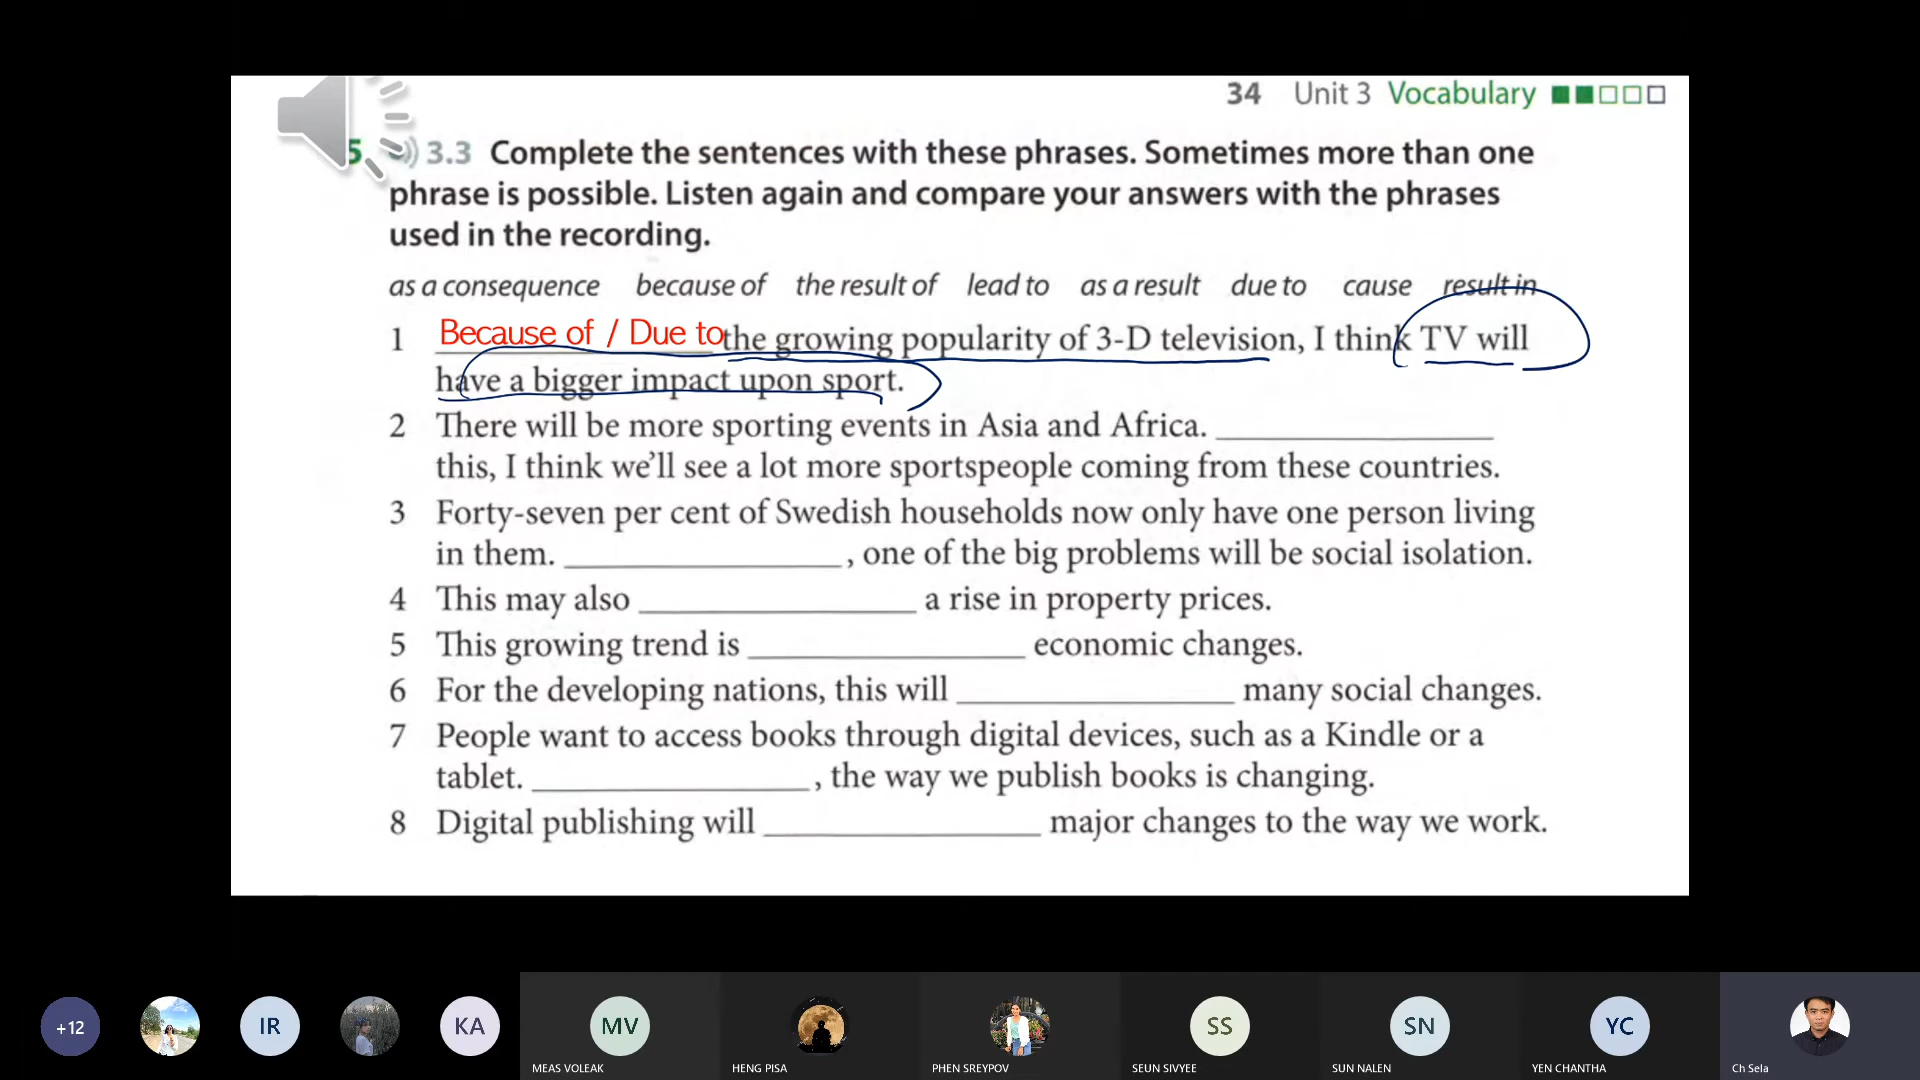 34 Unit 3 Vocabulary
5 3.3 Complete the sentences with these phrases. Sometimes more than one
phrase is possible. Listen again and compare your answers with the phrases
used in the recording.
as a consequence because of the result of lead to as a result due to cause result in
1 Because of / Due to the growing popularity of 3-D television, I think TV will
have a bigger impact upon sport.
2 There will be more sporting events in Asia and Africa. ____
this, I think we’ll see a lot more sportspeople coming from these countries.
3 Forty-seven per cent of Swedish households now only have one person living
in them. ____, one of the big problems will be social isolation.
4 This may also ____ a rise in property prices.
5 This growing trend is ____ economic changes.
6 For the developing nations, this will ____ many social changes.
7 People want to access books through digital devices, such as a Kindle or a
tablet. ____, the way we publish books is changing.
8 Digital publishing will ____ major changes to the way we work.
+12 IR KA MV SS SN YC
MEAS VOLEAK HENG PISA PHEN SREYPOV SEUN SIVYEE SUN NALEN YEN CHANTHA Ch Sela